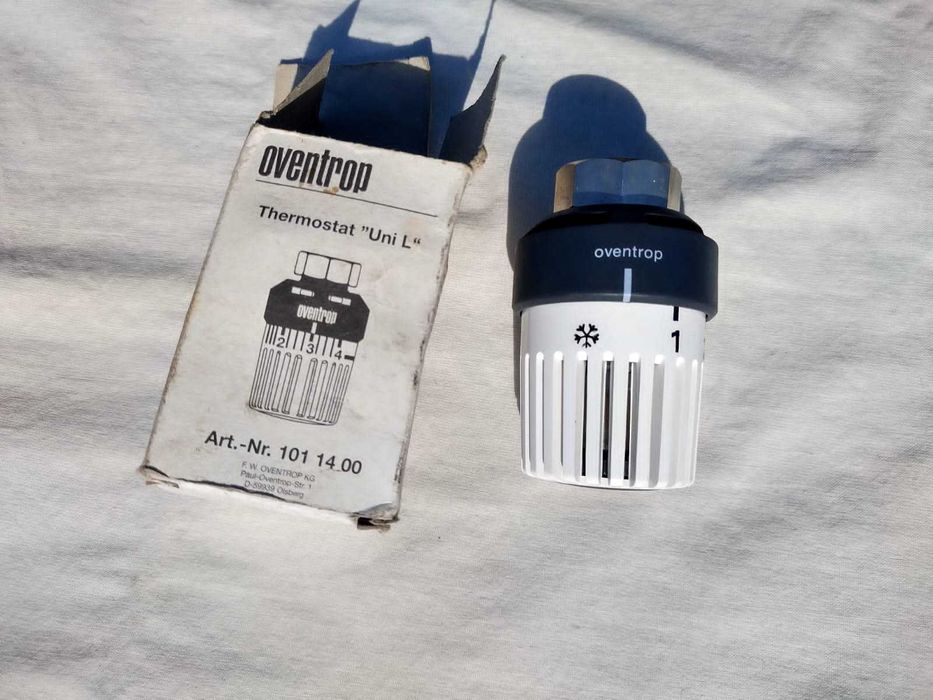 oventrop
Thermostat "Uni L“
oventrop
2 3 4
Art.-Nr. 101 14 00
F. W. OVENTROP KG
Paul-Oventrop-Str. 1
D-59939 Olsberg
oventrop
1